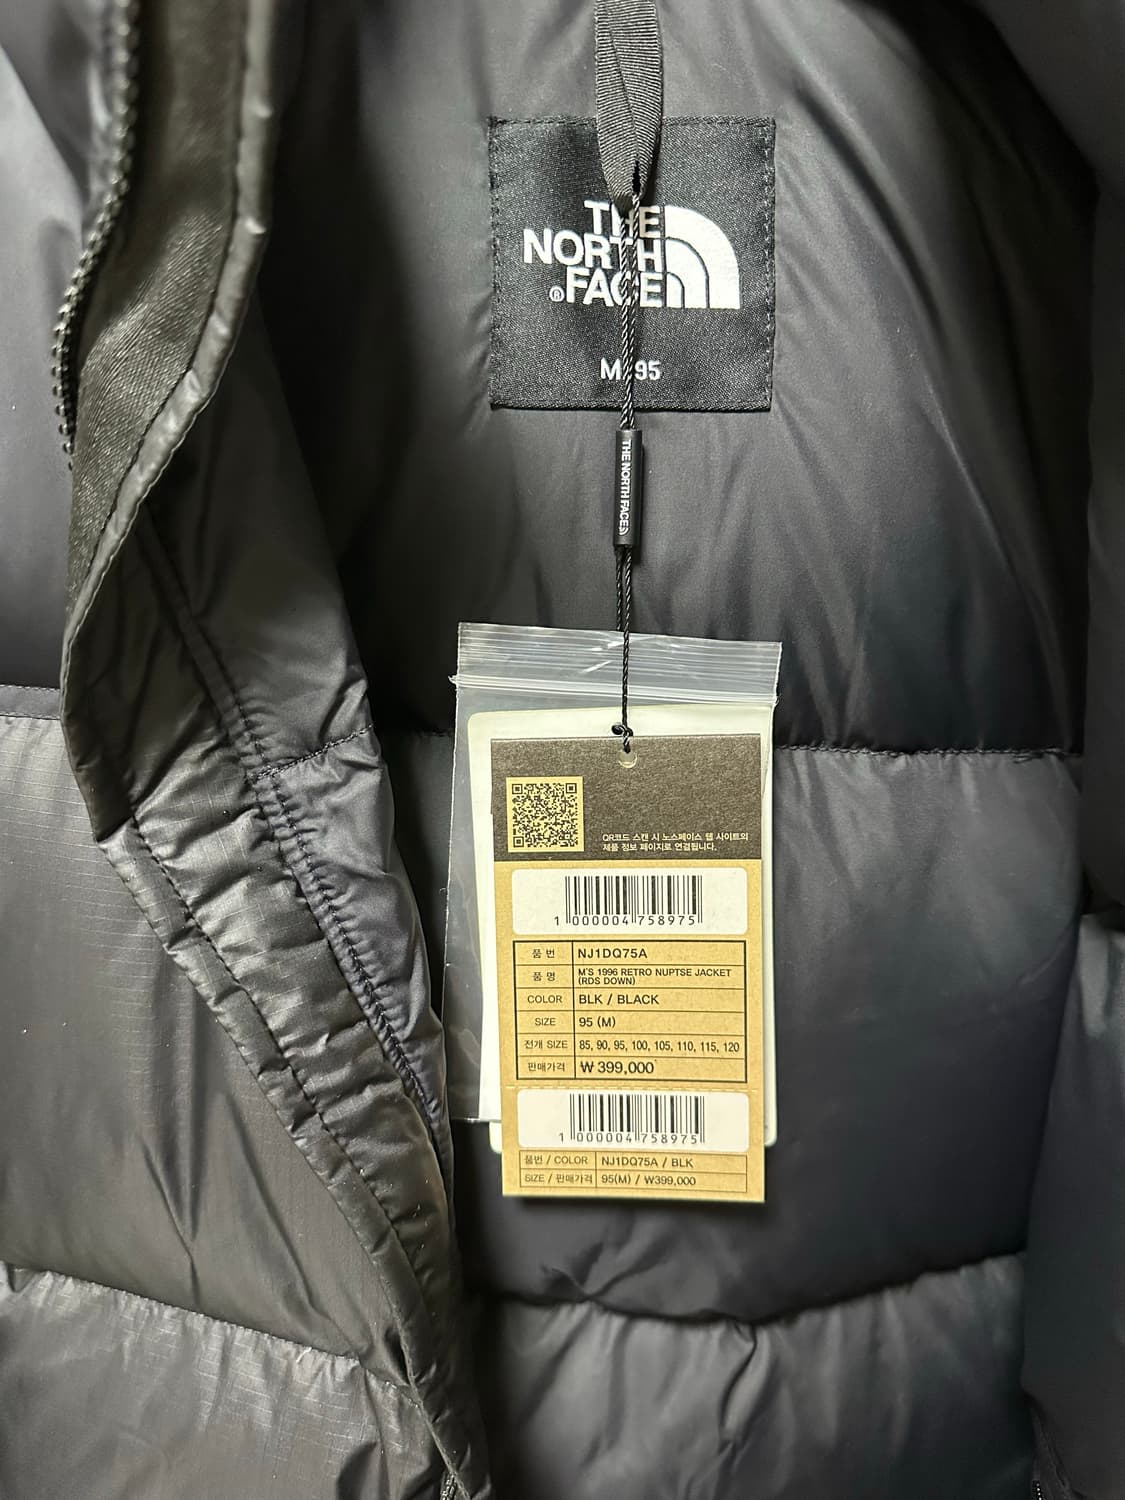 THE
NORTH
®FACE
M/95
THE NORTH FACE
QR코드 스캔 시 노스페이스 웹 사이트의
제품 정보 페이지로 연결됩니다.
1 000004 758975
품 번 NJ1DQ75A
품 명 M'S 1996 RETRO NUPTSE JACKET
(RDS DOWN)
COLOR BLK / BLACK
SIZE 95 (M)
전개 SIZE 85, 90, 95, 100, 105, 110, 115, 120
판매가격 ₩ 399,000
1 000004 758975
품번 / COLOR NJ1DQ75A / BLK
SIZE / 판매가격 95(M) / ₩399,000